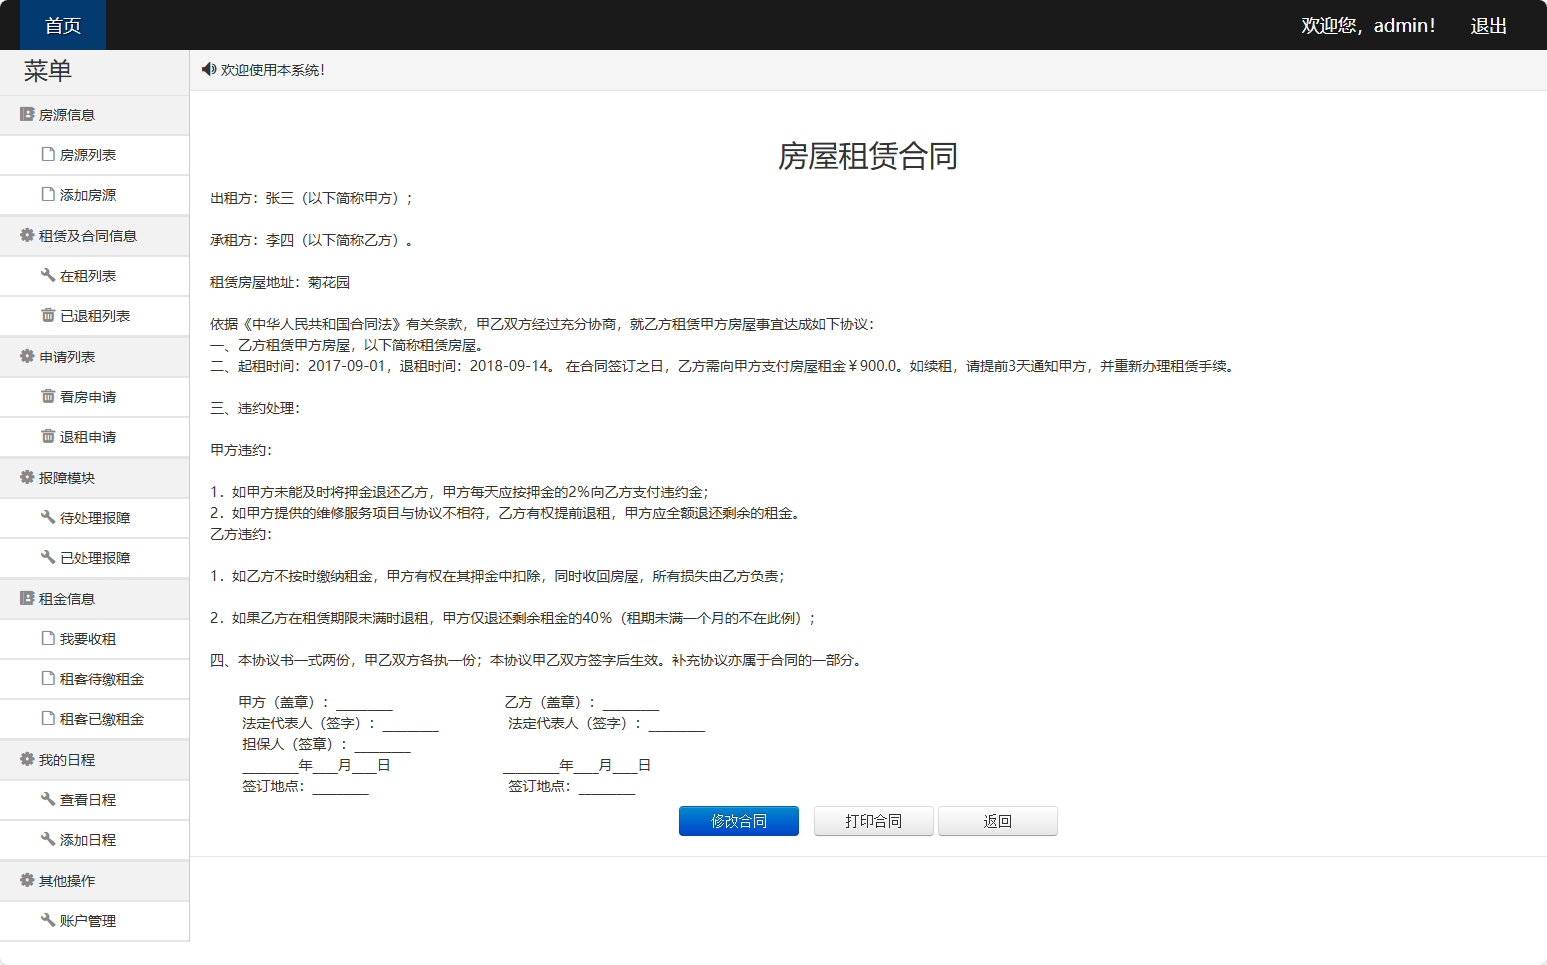 首页
欢迎您，admin！
退出
菜单
房源信息
房源列表
添加房源
租赁及合同信息
在租列表
已退租列表
申请列表
看房申请
退租申请
报障模块
待处理报障
已处理报障
租金信息
我要收租
租客待缴租金
租客已缴租金
我的日程
查看日程
添加日程
其他操作
账户管理
欢迎使用本系统！
房屋租赁合同
出租方：张三（以下简称甲方）；
承租方：李四（以下简称乙方）。
租赁房屋地址：菊花园
依据《中华人民共和国合同法》有关条款，甲乙双方经过充分协商，就乙方租赁甲方房屋事宜达成如下协议：
一、乙方租赁甲方房屋，以下简称租赁房屋。
二、起租时间：2017-09-01，退租时间：2018-09-14。 在合同签订之日，乙方需向甲方支付房屋租金￥900.0。如续租，请提前3天通知甲方，并重新办理租赁手续。
三、违约处理：
甲方违约：
1．如甲方未能及时将押金退还乙方，甲方每天应按押金的2%向乙方支付违约金；
2．如甲方提供的维修服务项目与协议不相符，乙方有权提前退租，甲方应全额退还剩余的租金。
乙方违约：
1．如乙方不按时缴纳租金，甲方有权在其押金中扣除，同时收回房屋，所有损失由乙方负责；
2．如果乙方在租赁期限未满时退租，甲方仅退还剩余租金的40%（租期未满一个月的不在此例）；
四、本协议书一式两份，甲乙双方各执一份；本协议甲乙双方签字后生效。补充协议亦属于合同的一部分。
甲方（盖章）：________ 乙方（盖章）：________
法定代表人（签字）：________ 法定代表人（签字）：________
担保人（签章）：________
________年____月____日 ________年____月____日
签订地点：________ 签订地点：________
修改合同 打印合同 返回